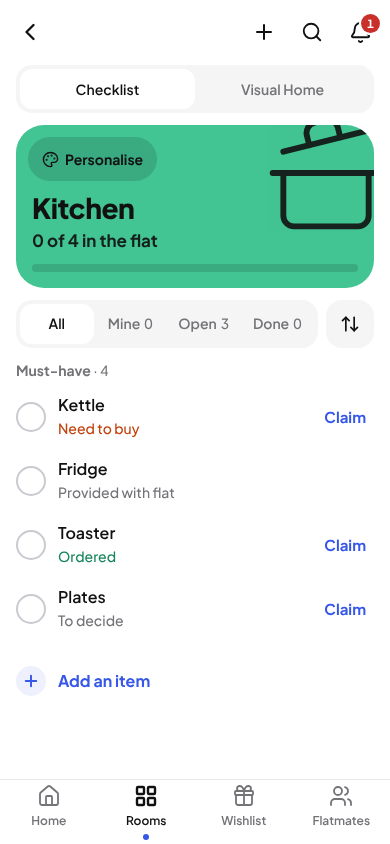 1
Checklist
Visual Home
Personalise
Kitchen
0 of 4 in the flat
All
Mine 0
Open 3
Done 0
Must-have · 4
Kettle
Need to buy
Claim
Fridge
Provided with flat
Toaster
Ordered
Claim
Plates
To decide
Claim
Add an item
Home
Rooms
Wishlist
Flatmates